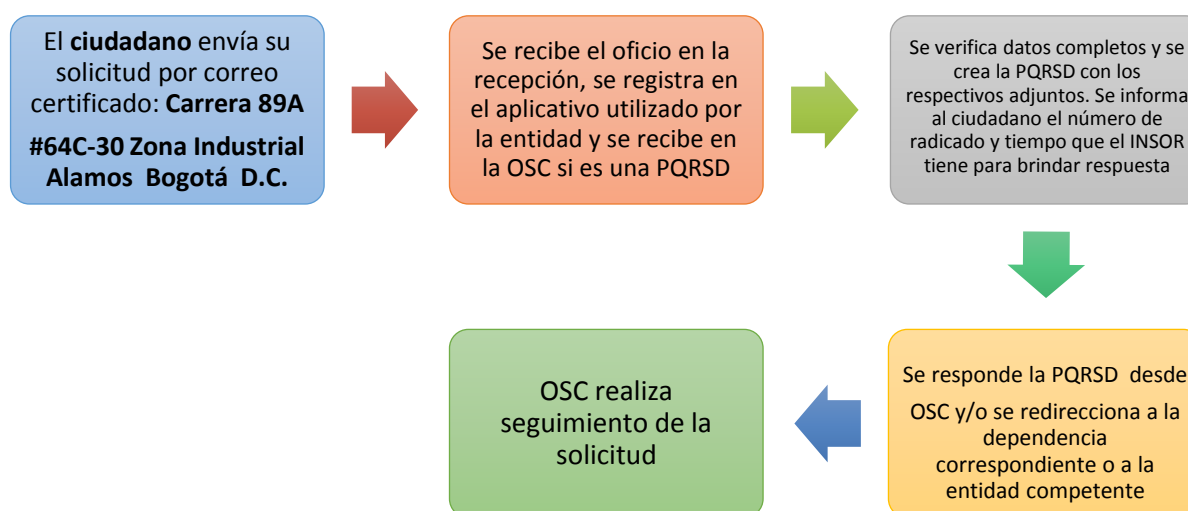 El ciudadano envía su
solicitud por correo
certificado: Carrera 89A
#64C-30 Zona Industrial
Alamos Bogotá D.C.
Se recibe el oficio en la
recepción, se registra en
el aplicativo utilizado por
la entidad y se recibe en
la OSC si es una PQRSD
Se verifica datos completos y se
crea la PQRSD con los
respectivos adjuntos. Se informa
al ciudadano el número de
radicado y tiempo que el INSOR
tiene para brindar respuesta
Se responde la PQRSD desde
OSC y/o se redirecciona a la
dependencia
correspondiente o a la
entidad competente
OSC realiza
seguimiento de la
solicitud